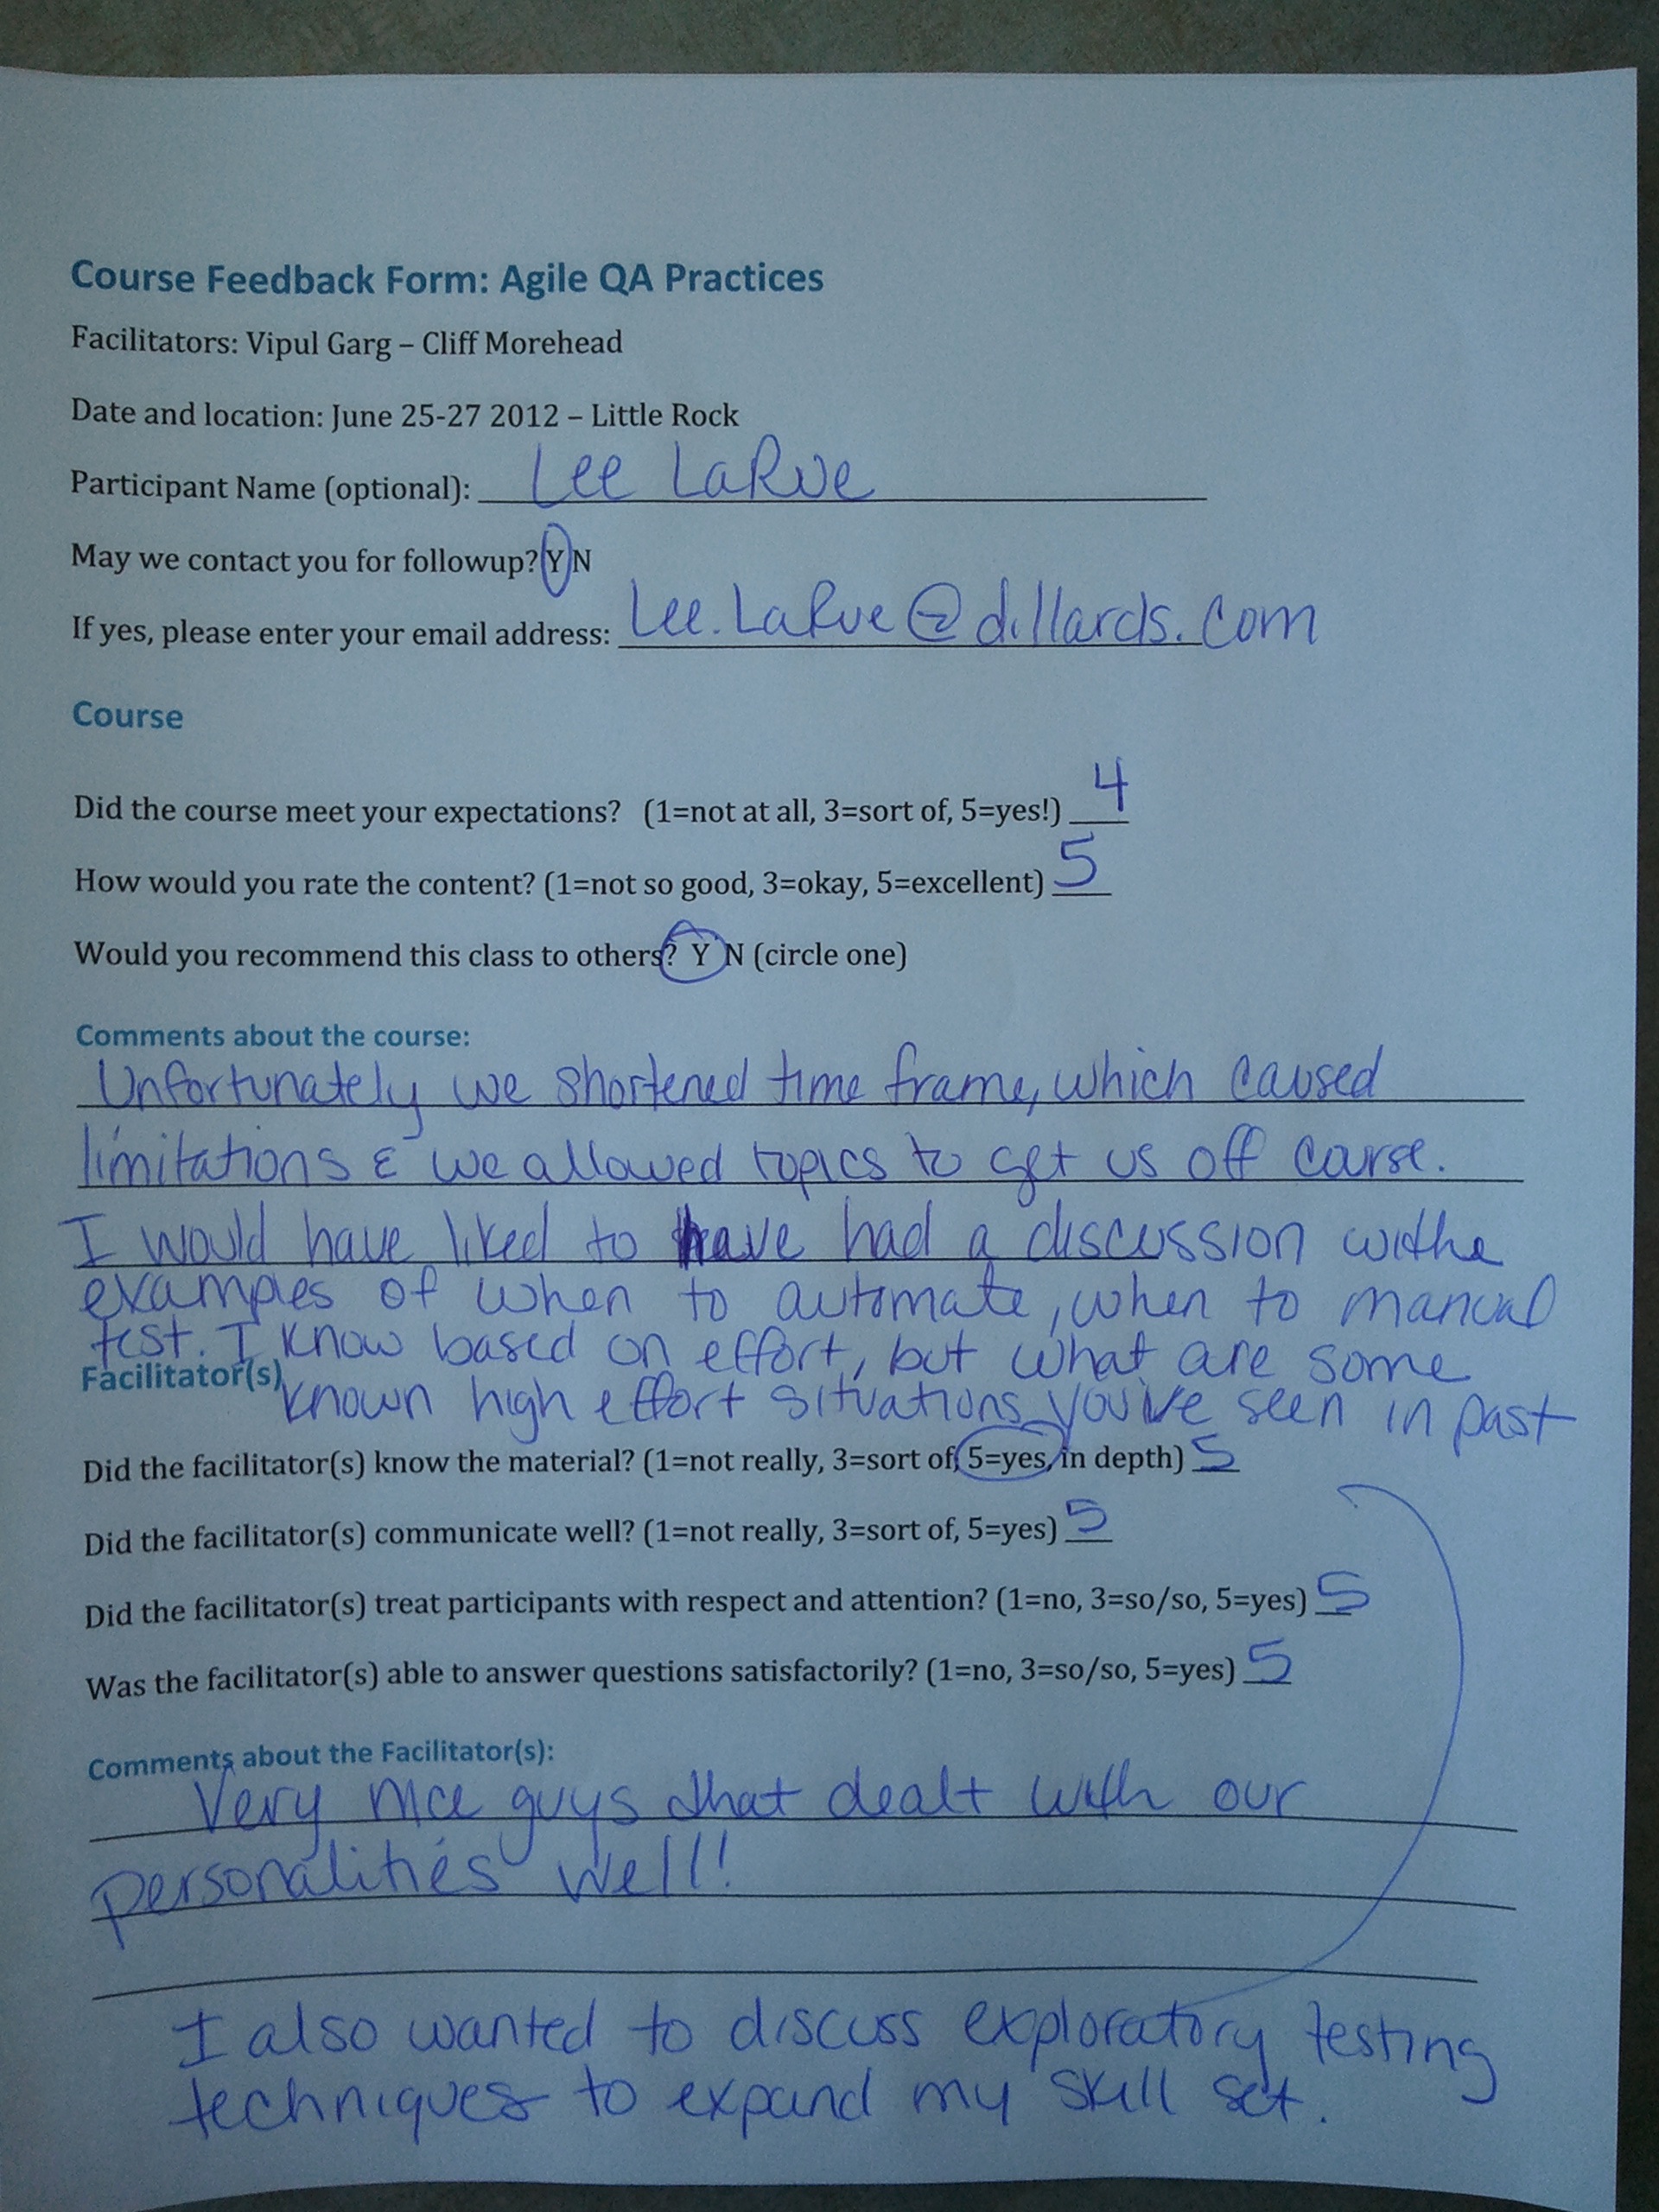 Course Feedback Form: Agile QA Practices
Facilitators: Vipul Garg – Cliff Morehead
Date and location: June 25-27 2012 – Little Rock
Participant Name (optional): Lee LaRue
May we contact you for followup? Y N
If yes, please enter your email address: Lee.LaRue@dillards.com
Course
Did the course meet your expectations? (1=not at all, 3=sort of, 5=yes!) 4
How would you rate the content? (1=not so good, 3=okay, 5=excellent) 5
Would you recommend this class to others? Y N (circle one)
Comments about the course:
Unfortunately we shortened time frame, which caused
limitations & we allowed topics to get us off course.
I would have liked to have had a discussion with
examples of when to automate, when to manual
test. I know based on effort, but what are some
Facilitator(s)
known high effort situations you've seen in past
Did the facilitator(s) know the material? (1=not really, 3=sort of, 5=yes, in depth) 5
Did the facilitator(s) communicate well? (1=not really, 3=sort of, 5=yes) 5
Did the facilitator(s) treat participants with respect and attention? (1=no, 3=so/so, 5=yes) 5
Was the facilitator(s) able to answer questions satisfactorily? (1=no, 3=so/so, 5=yes) 5
Comments about the Facilitator(s):
Very nice guys that dealt with our
personalities well!
I also wanted to discuss exploratory testing
techniques to expand my skill set.